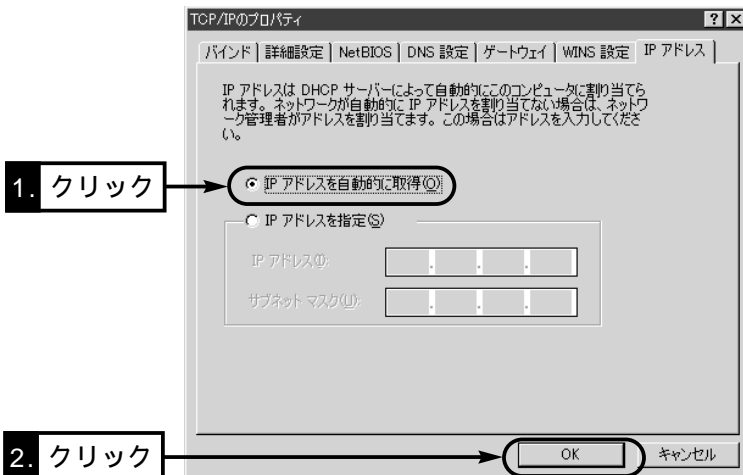 TCP/IPのプロパティ
バインド 詳細設定 NetBIOS DNS 設定 ゲートウェイ WINS 設定 IP アドレス
IP アドレスは DHCP サーバーによって自動的にこのコンピュータに割り当てら
れます。ネットワークが自動的に IP アドレスを割り当てない場合は、ネットワ
ーク管理者がアドレスを割り当てます。この場合はアドレスを入力してくださ
い。
1. クリック
IP アドレスを自動的に取得(O)
IP アドレスを指定(S)
IP アドレス(I):
サブネット マスク(U):
2. クリック
OK キャンセル